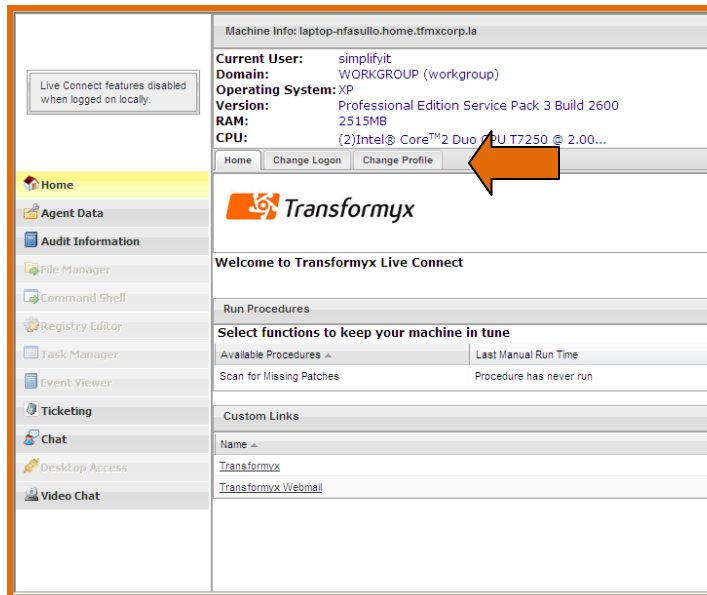 Machine Info: laptop-nfasullo.home.tfmxcorp.la
Live Connect features disabled
when logged on locally.
Current User: simplifyit
Domain: WORKGROUP (workgroup)
Operating System: XP
Version: Professional Edition Service Pack 3 Build 2600
RAM: 2515MB
CPU: (2)Intel® Core™2 Duo CPU T7250 @ 2.00...
Home Change Logon Change Profile
Home
Agent Data
Audit Information
File Manager
Command Shell
Registry Editor
Task Manager
Event Viewer
Ticketing
Chat
Desktop Access
Video Chat
Transformyx
Welcome to Transformyx Live Connect
Run Procedures
Select functions to keep your machine in tune
Available Procedures Last Manual Run Time
Scan for Missing Patches Procedure has never run
Custom Links
Name
Transformyx
Transformyx Webmail